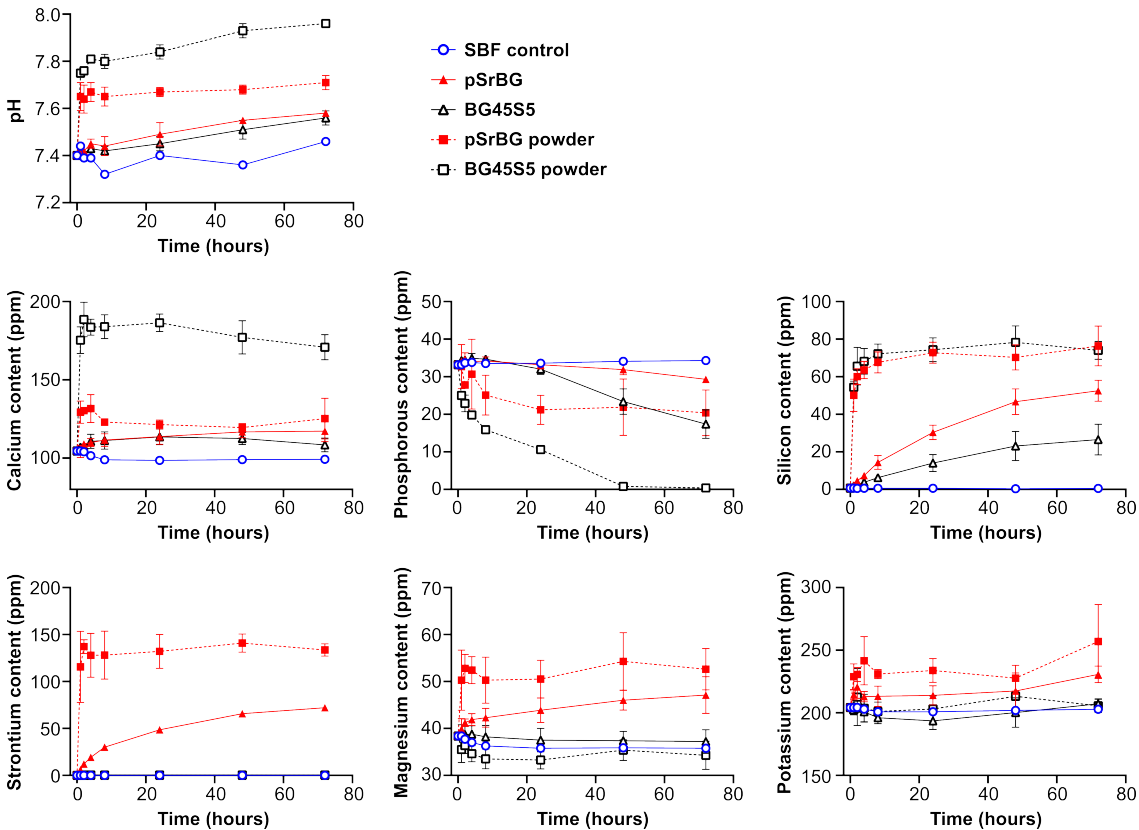 8.0
7.8
7.6
7.4
7.2
pH
0 20 40 60 80
Time (hours)
SBF control
pSrBG
BG45S5
pSrBG powder
BG45S5 powder
200
150
100
Calcium content (ppm)
0 20 40 60 80
Time (hours)
50
40
30
20
10
0
Phosphorous content (ppm)
0 20 40 60 80
Time (hours)
100
80
60
40
20
0
Silicon content (ppm)
0 20 40 60 80
Time (hours)
200
150
100
50
0
Strontium content (ppm)
0 20 40 60 80
Time (hours)
70
60
50
40
30
Magnesium content (ppm)
0 20 40 60 80
Time (hours)
300
250
200
150
Potassium content (ppm)
0 20 40 60 80
Time (hours)